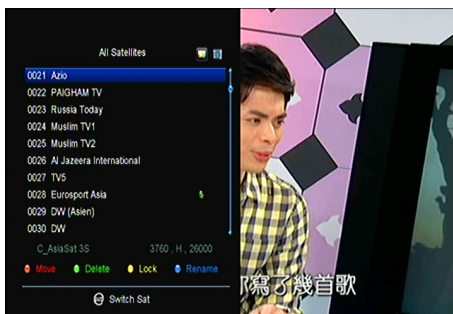 All Satellites
0021 Azio
0022 PAIGHAM TV
0023 Russia Today
0024 Muslim TV1
0025 Muslim TV2
0026 Al Jazeera International
0027 TV5
0028 Eurosport Asia $
0029 DW (Asien)
0030 DW
C_AsiaSat 3S 3760 , H , 26000
Move Delete Lock Rename
Switch Sat
寫了幾首歌